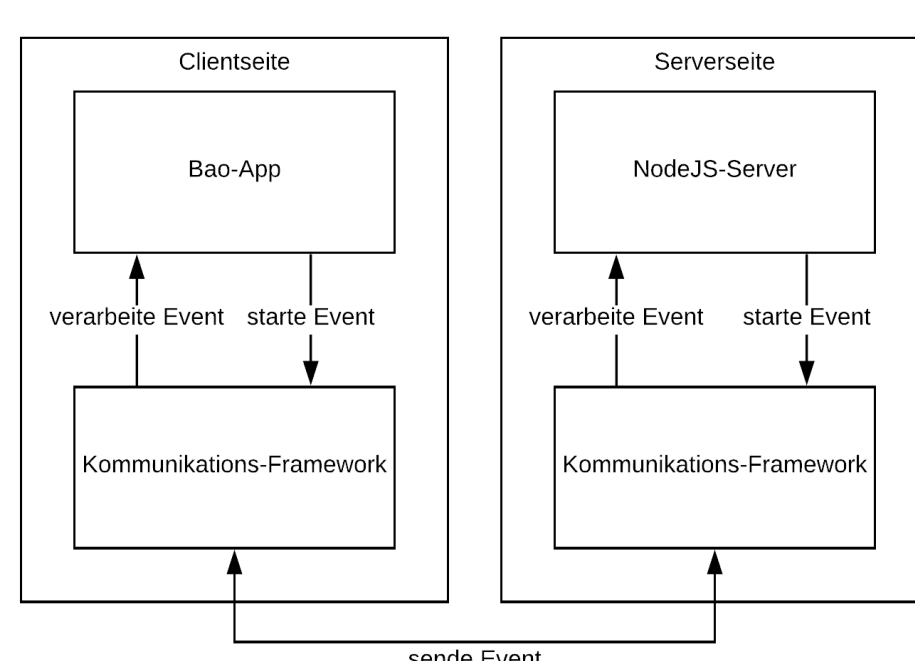 Clientseite
Serverseite
Bao-App
NodeJS-Server
verarbeite Event
starte Event
verarbeite Event
starte Event
Kommunikations-Framework
Kommunikations-Framework
sende Event